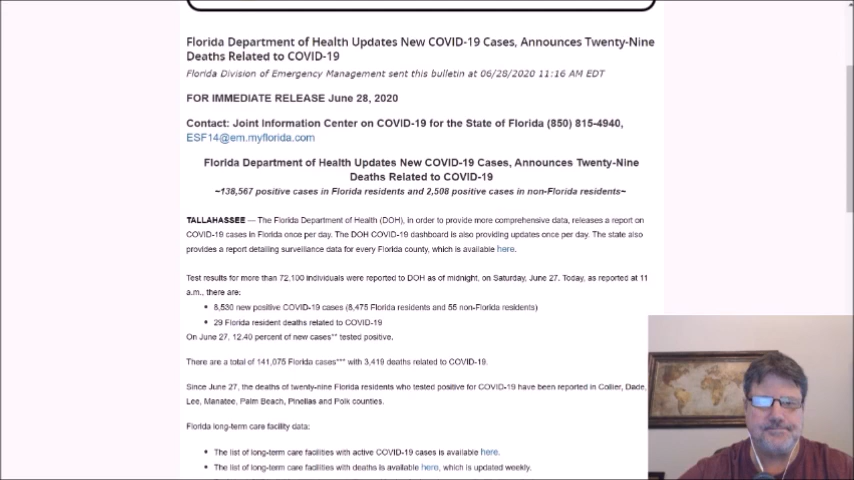 Florida Department of Health Updates New COVID-19 Cases, Announces Twenty-Nine
Deaths Related to COVID-19
Florida Division of Emergency Management sent this bulletin at 06/28/2020 11:16 AM EDT
FOR IMMEDIATE RELEASE June 28, 2020
Contact: Joint Information Center on COVID-19 for the State of Florida (850) 815-4940,
ESF14@em.myflorida.com
Florida Department of Health Updates New COVID-19 Cases, Announces Twenty-Nine
Deaths Related to COVID-19
~138,567 positive cases in Florida residents and 2,508 positive cases in non-Florida residents~
TALLAHASSEE — The Florida Department of Health (DOH), in order to provide more comprehensive data, releases a report on
COVID-19 cases in Florida once per day. The DOH COVID-19 dashboard is also providing updates once per day. The state also
provides a report detailing surveillance data for every Florida county, which is available here.
Test results for more than 72,100 individuals were reported to DOH as of midnight, on Saturday, June 27. Today, as reported at 11
a.m., there are:
• 8,530 new positive COVID-19 cases (8,475 Florida residents and 55 non-Florida residents)
• 29 Florida resident deaths related to COVID-19
On June 27, 12.40 percent of new cases** tested positive.
There are a total of 141,075 Florida cases*** with 3,419 deaths related to COVID-19.
Since June 27, the deaths of twenty-nine Florida residents who tested positive for COVID-19 have been reported in Collier, Dade,
Lee, Manatee, Palm Beach, Pinellas and Polk counties.
Florida long-term care facility data:
• The list of long-term care facilities with active COVID-19 cases is available here.
• The list of long-term care facilities with deaths is available here, which is updated weekly.